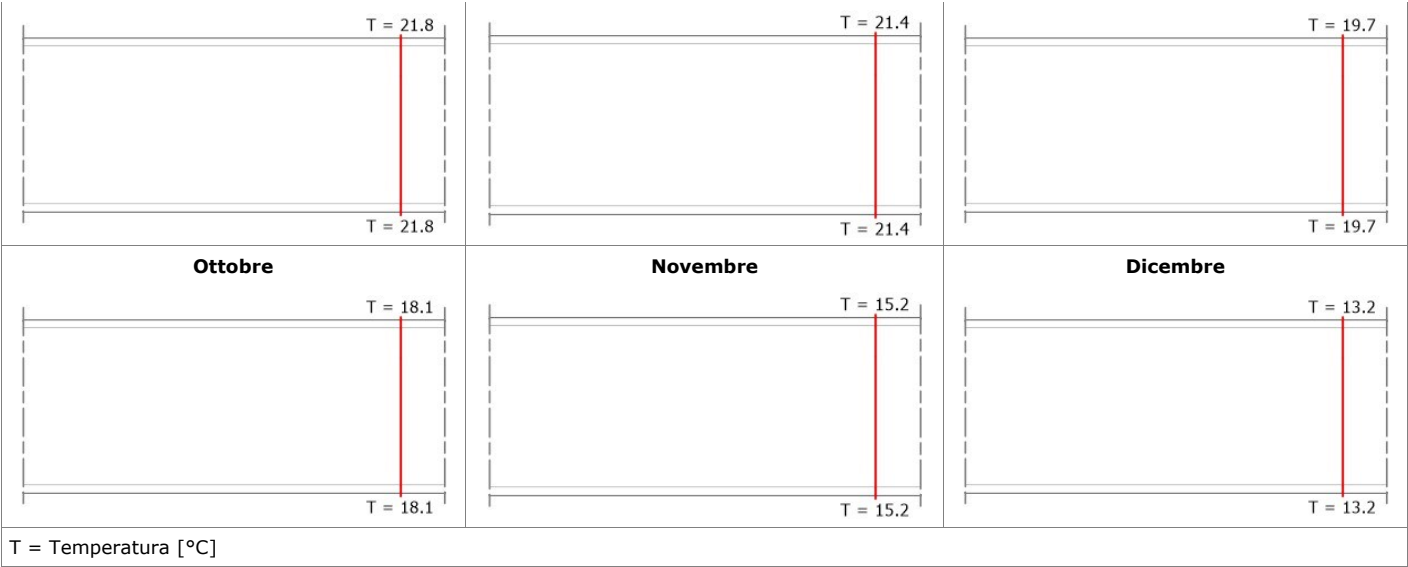 T = 21.8
T = 21.4
T = 19.7
T = 21.8
T = 21.4
T = 19.7
Ottobre
Novembre
Dicembre
T = 18.1
T = 15.2
T = 13.2
T = 18.1
T = 15.2
T = 13.2
T = Temperatura [°C]